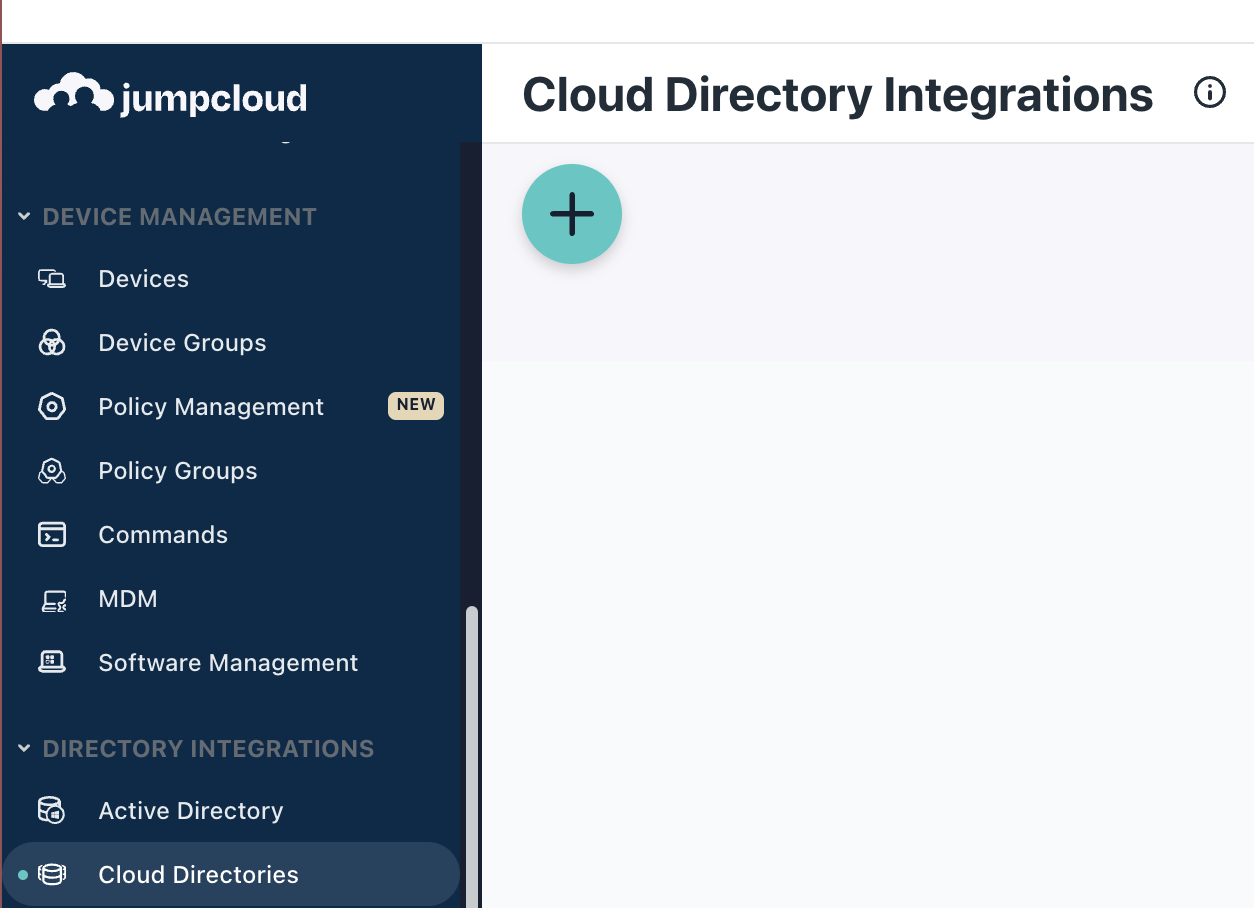 jumpcloud
Cloud Directory Integrations
DEVICE MANAGEMENT
Devices
Device Groups
Policy Management NEW
Policy Groups
Commands
MDM
Software Management
DIRECTORY INTEGRATIONS
Active Directory
Cloud Directories